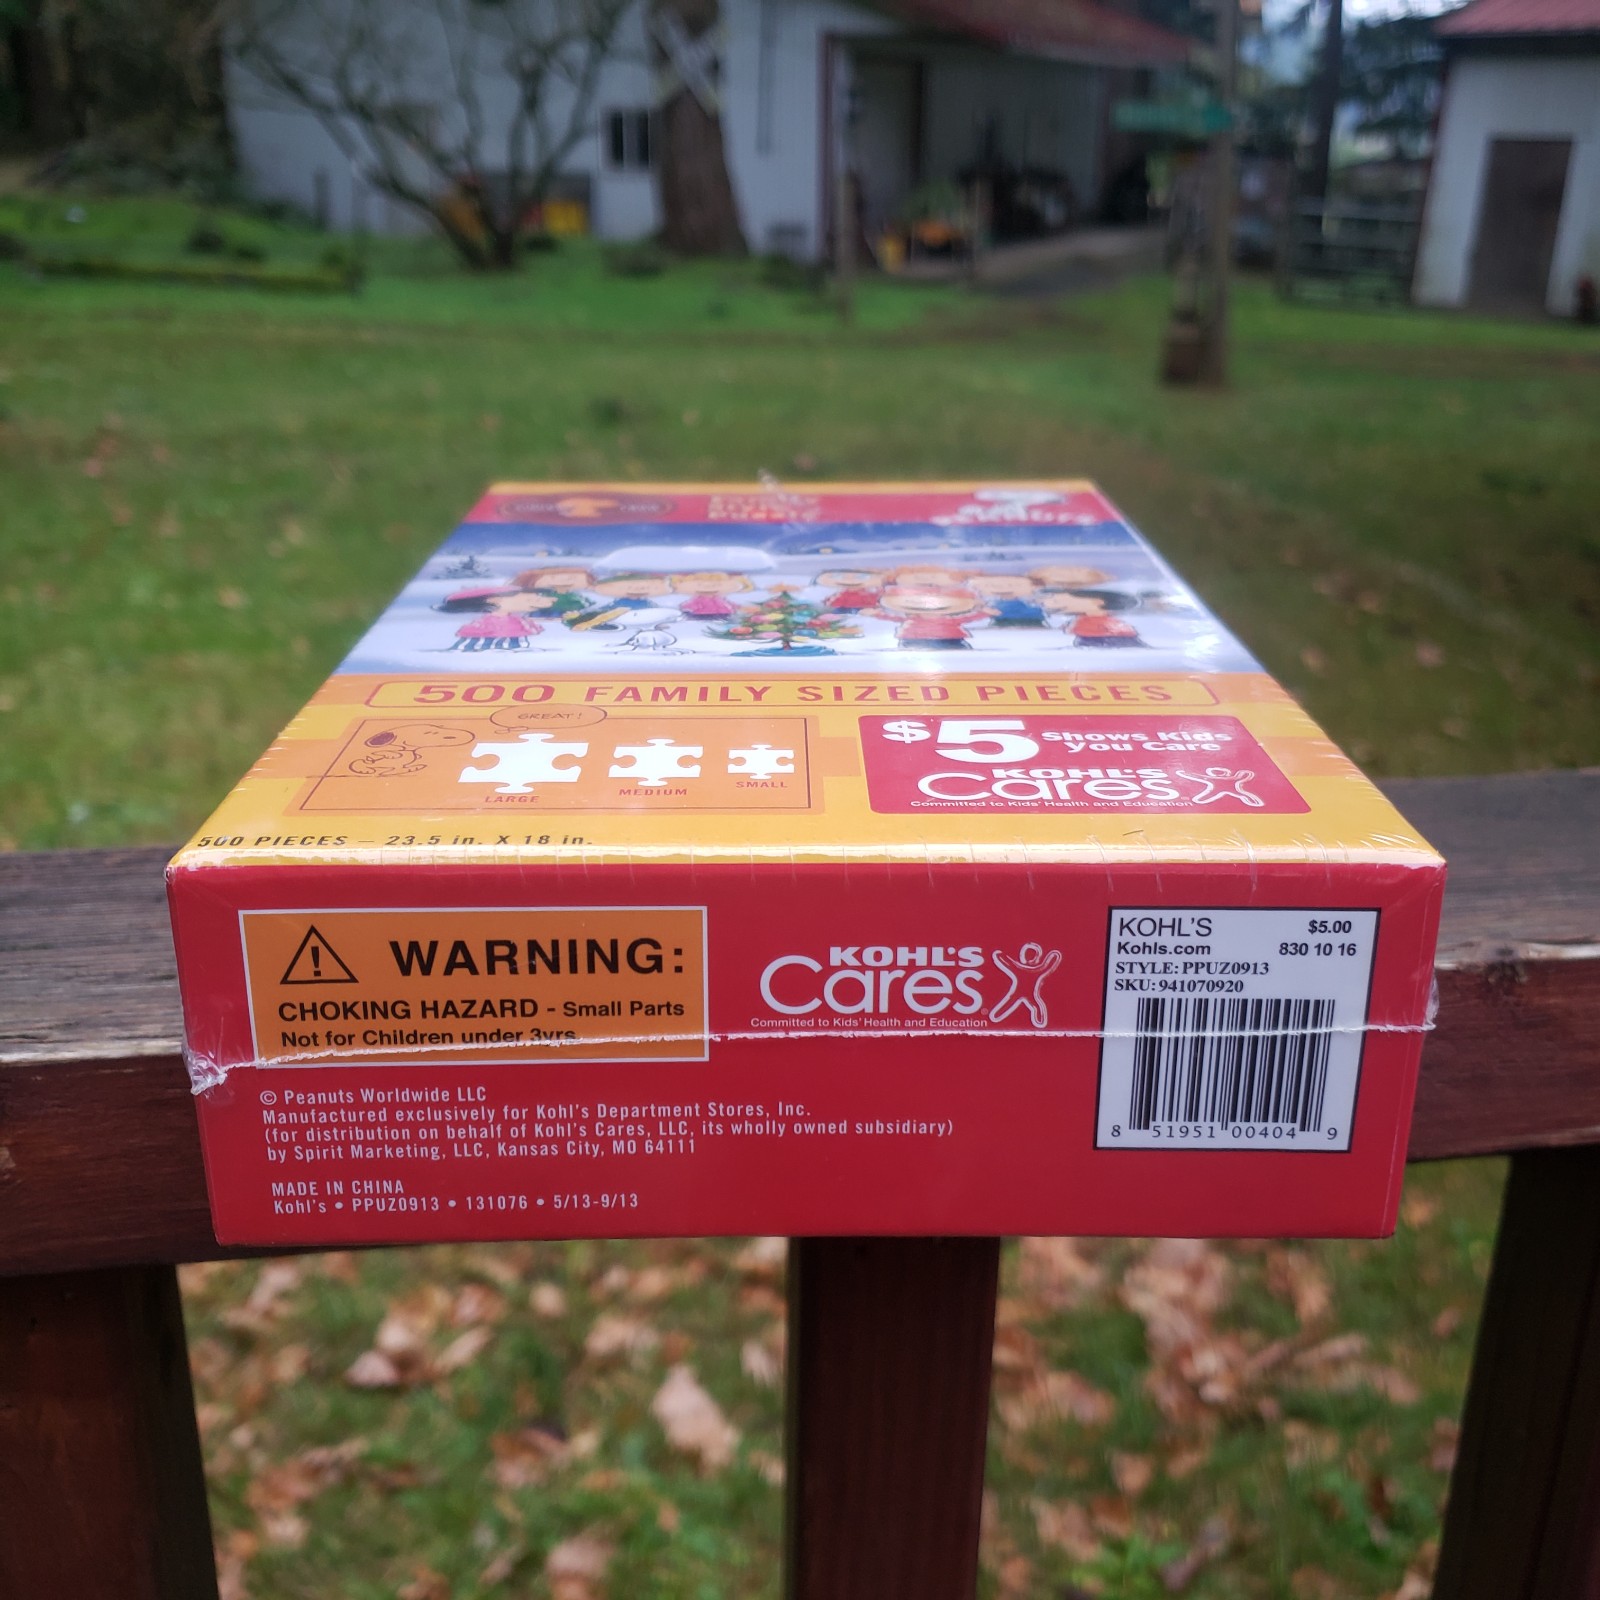 Family
Puzzle
PEANUTS
500 FAMILY SIZED PIECES
GREAT!
LARGE
MEDIUM
SMALL
$5 Shows Kids
you Care
KOHL'S
Cares
Committed to Kids' Health and Education
500 PIECES – 23.5 in. X 18 in.
WARNING:
CHOKING HAZARD - Small Parts
Not for Children under 3yrs
KOHL'S
Cares
Committed to Kids' Health and Education
KOHL'S $5.00
Kohls.com 830 10 16
STYLE: PPUZ0913
SKU: 941070920
8 51951 00404 9
© Peanuts Worldwide LLC
Manufactured exclusively for Kohl's Department Stores, Inc.
(for distribution on behalf of Kohl's Cares, LLC, its wholly owned subsidiary)
by Spirit Marketing, LLC, Kansas City, MO 64111
MADE IN CHINA
Kohl's • PPUZ0913 • 131076 • 5/13-9/13